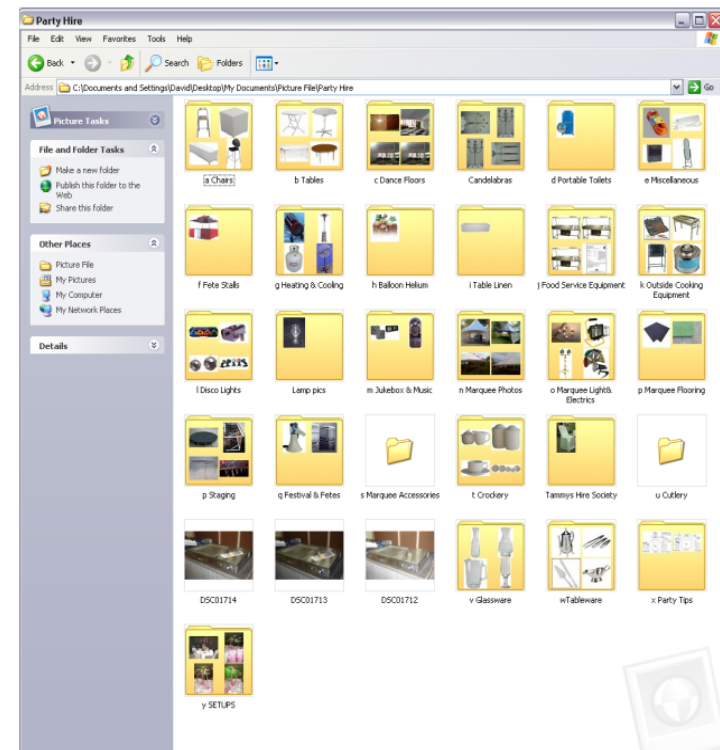 Party Hire
File Edit View Favorites Tools Help
Back Search Folders
Address C:\Documents and Settings\David\Desktop\My Documents\Picture File\Party Hire Go
Picture Tasks
File and Folder Tasks
Make a new folder
Publish this folder to the
Web
Share this folder
Other Places
Picture File
My Pictures
My Computer
My Network Places
Details
a Chairs b Tables c Dance Floors Candelabras d Portable Toilets e Miscellaneous
f Fete Stalls g Heating & Cooling h Balloon Helium i Table Linen j Food Service Equipment k Outside Cooking
Equipment
l Disco Lights Lamp pics m Jukebox & Music n Marquee Photos o Marquee Light& p Marquee Flooring
Electrics
p Staging q Festival & Fetes s Marquee Accessories t Crockery Tammys Hire Society u Cutlery
DSC01714 DSC01713 DSC01712 v Glassware wTableware x Party Tips
y SETUPS